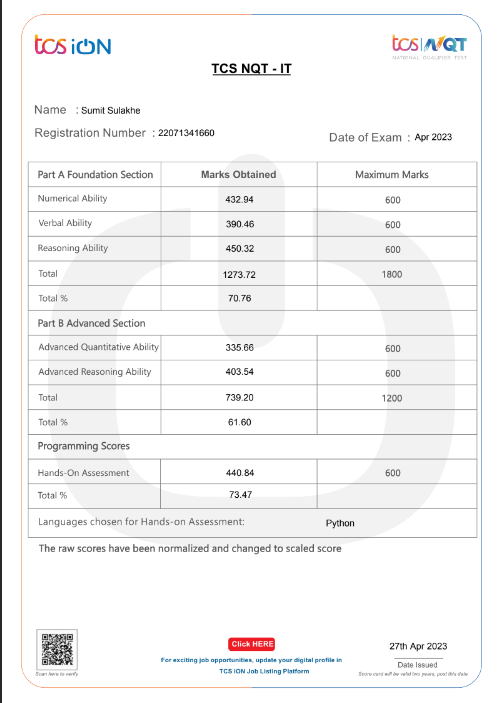 tcs iON
tcs | NQT
NATIONAL QUALIFIER TEST
TCS NQT - IT
Name : Sumit Sulakhe
Registration Number : 22071341660
Date of Exam : Apr 2023
Part A Foundation Section Marks Obtained Maximum Marks
Numerical Ability 432.94 600
Verbal Ability 390.46 600
Reasoning Ability 450.32 600
Total 1273.72 1800
Total % 70.76
Part B Advanced Section
Advanced Quantitative Ability 335.66 600
Advanced Reasoning Ability 403.54 600
Total 739.20 1200
Total % 61.60
Programming Scores
Hands-On Assessment 440.84 600
Total % 73.47
Languages chosen for Hands-on Assessment: Python
The raw scores have been normalized and changed to scaled score
Scan here to verify
Click HERE
For exciting job opportunities, update your digital profile in
TCS iON Job Listing Platform
27th Apr 2023
Date Issued
Score card will be valid two years, post this date